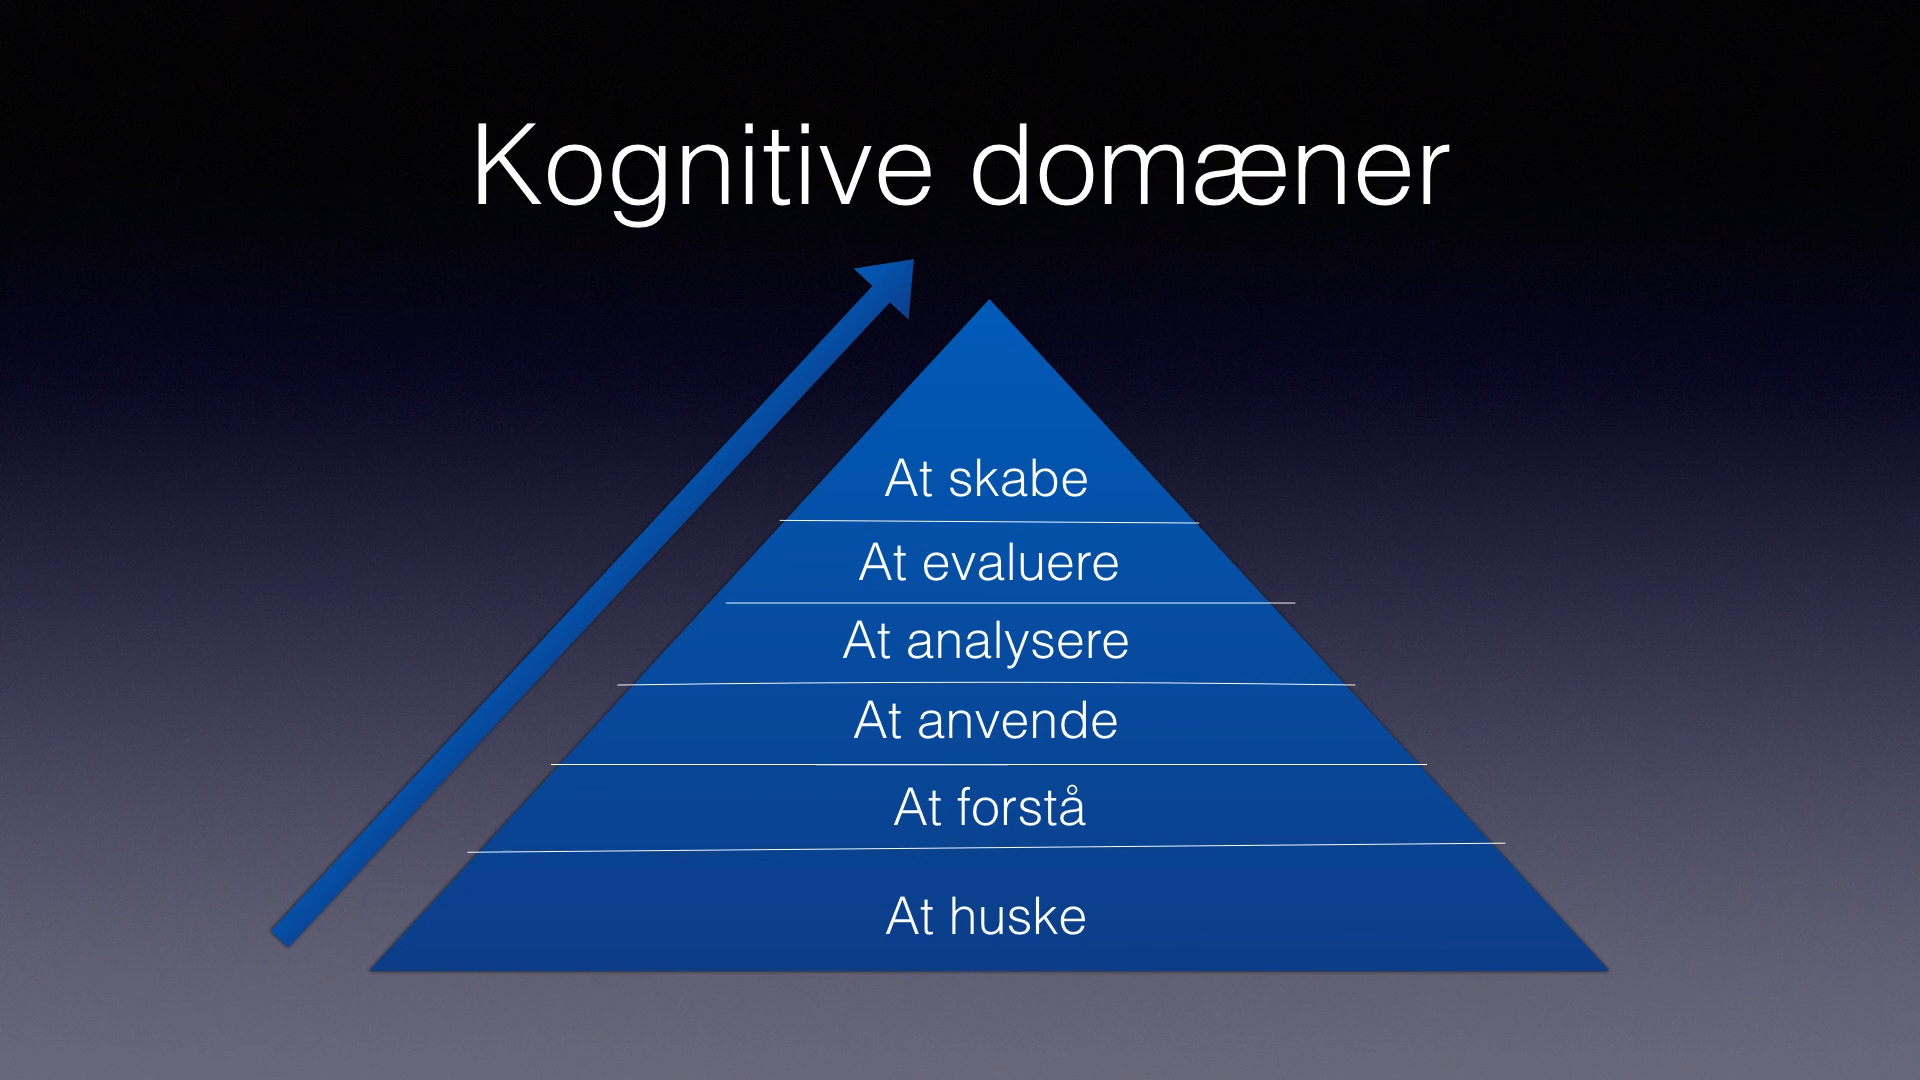 Kognitive domæner
At skabe
At evaluere
At analysere
At anvende
At forstå
At huske